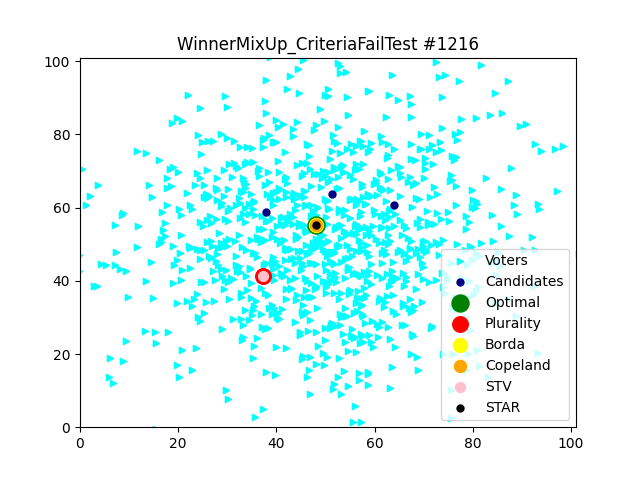 WinnerMixUp_CriteriaFailTest #1216
100
80
60
40
20
0
0
20
40
60
80
100
Voters
Candidates
Optimal
Plurality
Borda
Copeland
STV
STAR